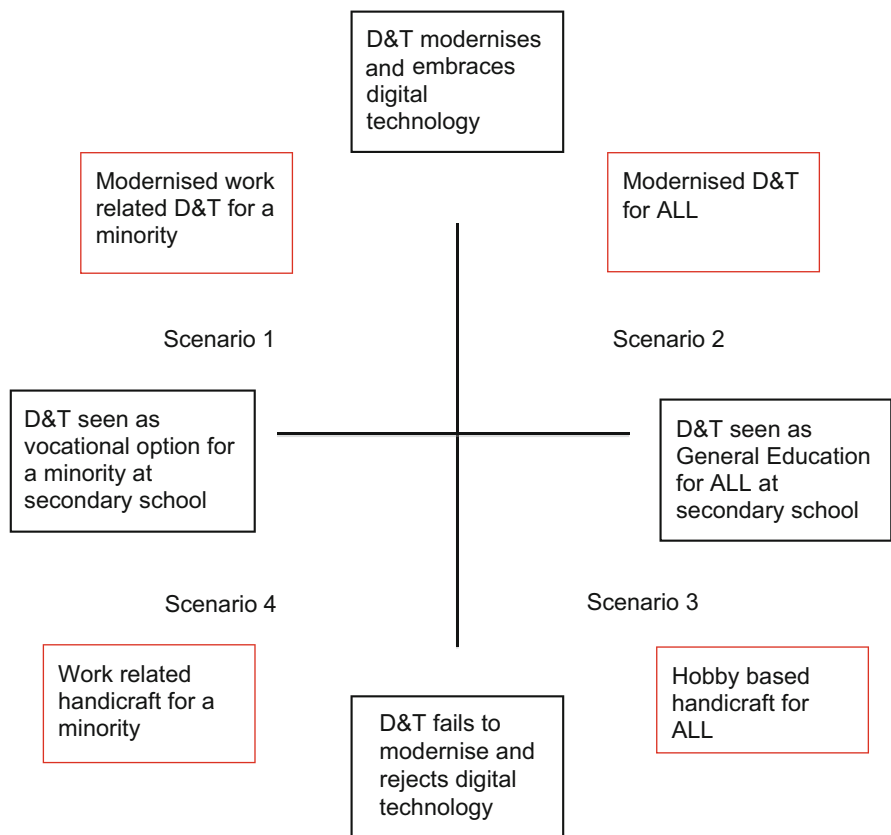 D&T modernises
and embraces
digital
technology
Modernised work
related D&T for a
minority
Modernised D&T
for ALL
Scenario 1
Scenario 2
D&T seen as
vocational option for
a minority at
secondary school
D&T seen as
General Education
for ALL at
secondary school
Scenario 4
Scenario 3
Work related
handicraft for a
minority
Hobby based
handicraft for
ALL
D&T fails to
modernise and
rejects digital
technology